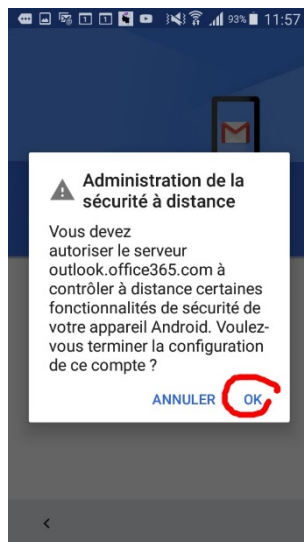 93% 11:57
Administration de la
sécurité à distance
Vous devez
autoriser le serveur
outlook.office365.com à
contrôler à distance certaines
fonctionnalités de sécurité de
votre appareil Android. Voulez-
vous terminer la configuration
de ce compte ?
ANNULER OK